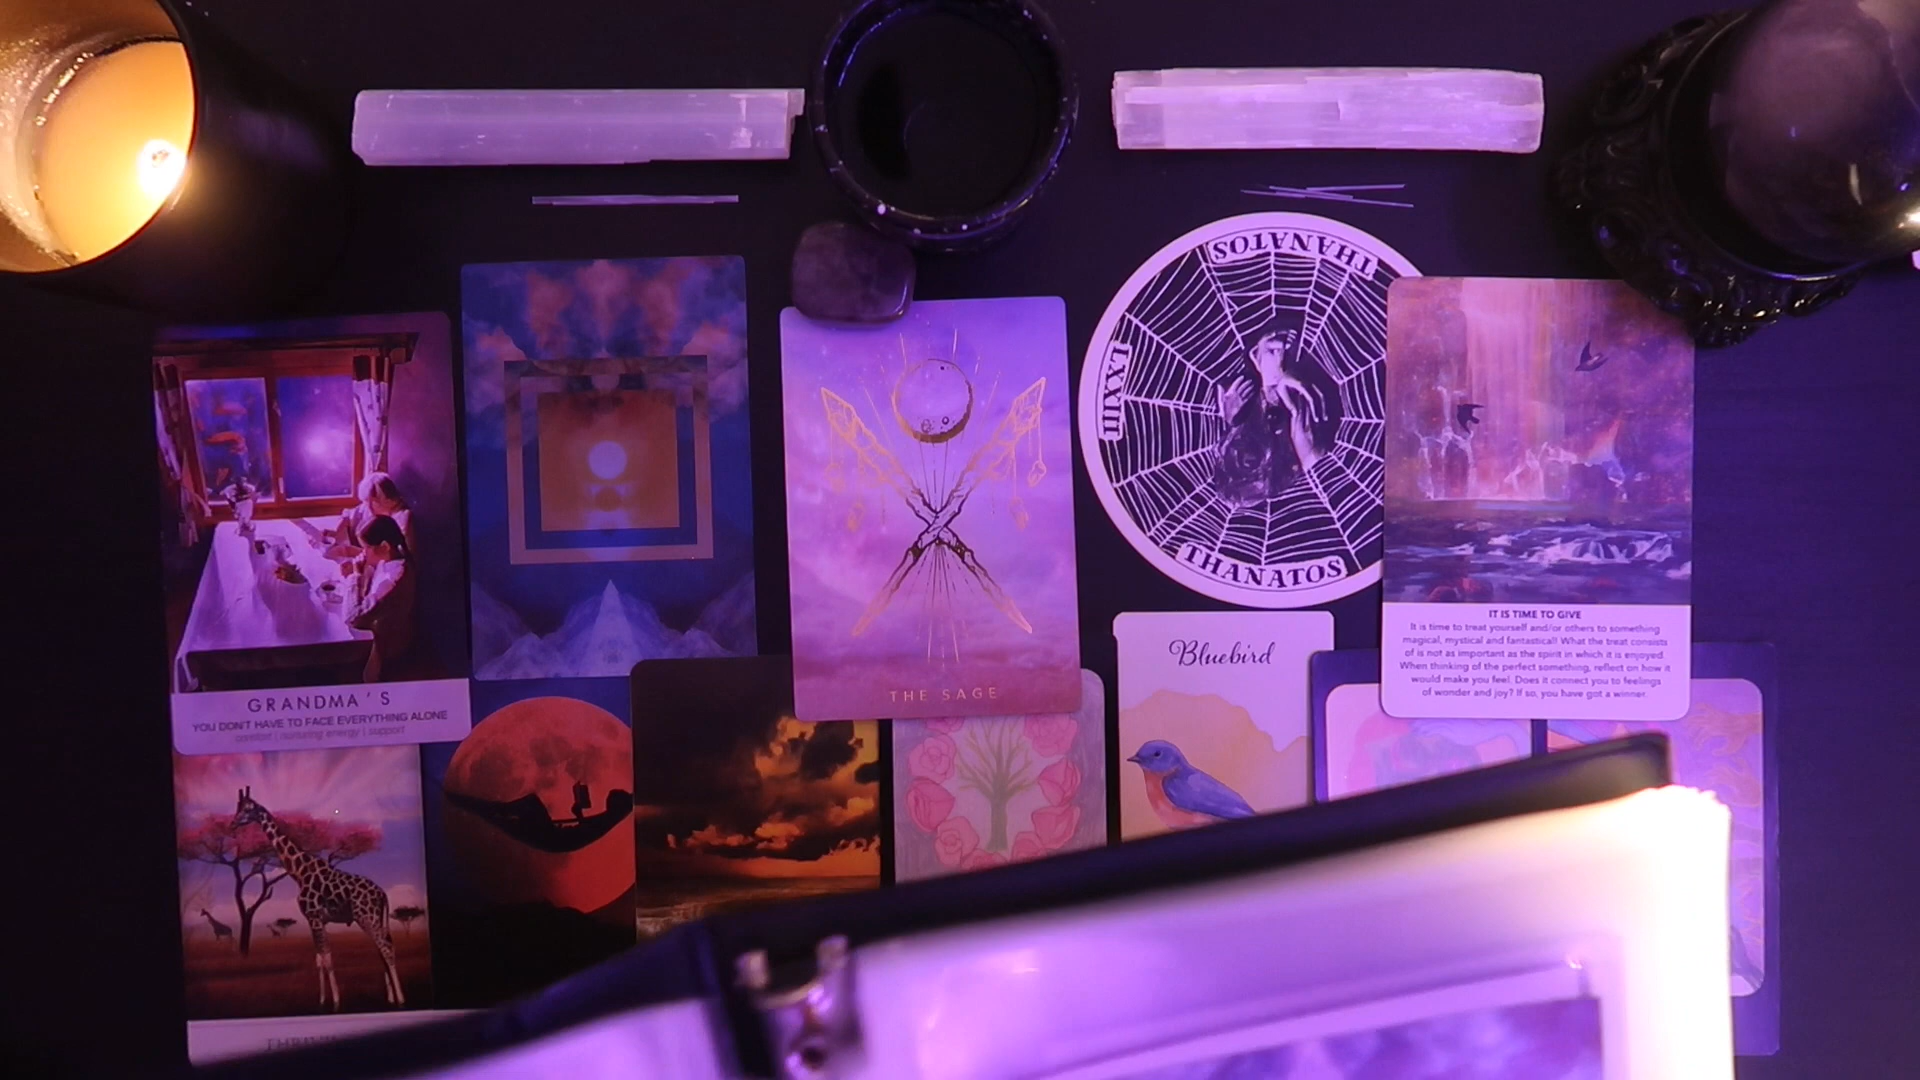 THANATOS
LXXIII
THANATOS
GRANDMA'S
YOU DON'T HAVE TO FACE EVERYTHING ALONE
comfort | nurturing energy | support
THE SAGE
Bluebird
IT IS TIME TO GIVE
It is time to treat yourself and/or others to something
magical, mystical and fantastical! What the treat consists
of is not as important as the spirit in which it is enjoyed.
When thinking of the perfect something, reflect on how it
would make you feel. Does it connect you to feelings
of wonder and joy? If so, you have got a winner.